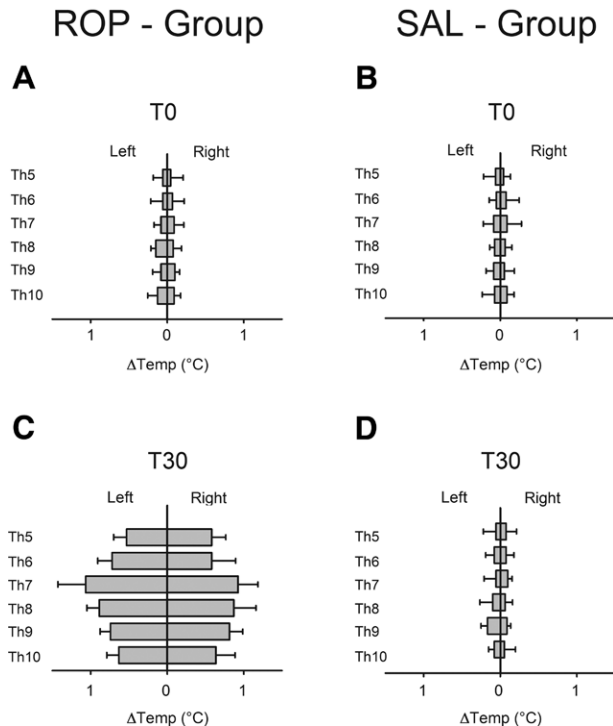 ROP - Group
SAL - Group
A
T0
Left Right
Th5
Th6
Th7
Th8
Th9
Th10
1 0 1
ΔTemp (°C)
B
T0
Left Right
Th5
Th6
Th7
Th8
Th9
Th10
1 0 1
ΔTemp (°C)
C
T30
Left Right
Th5
Th6
Th7
Th8
Th9
Th10
1 0 1
ΔTemp (°C)
D
T30
Left Right
Th5
Th6
Th7
Th8
Th9
Th10
1 0 1
ΔTemp (°C)